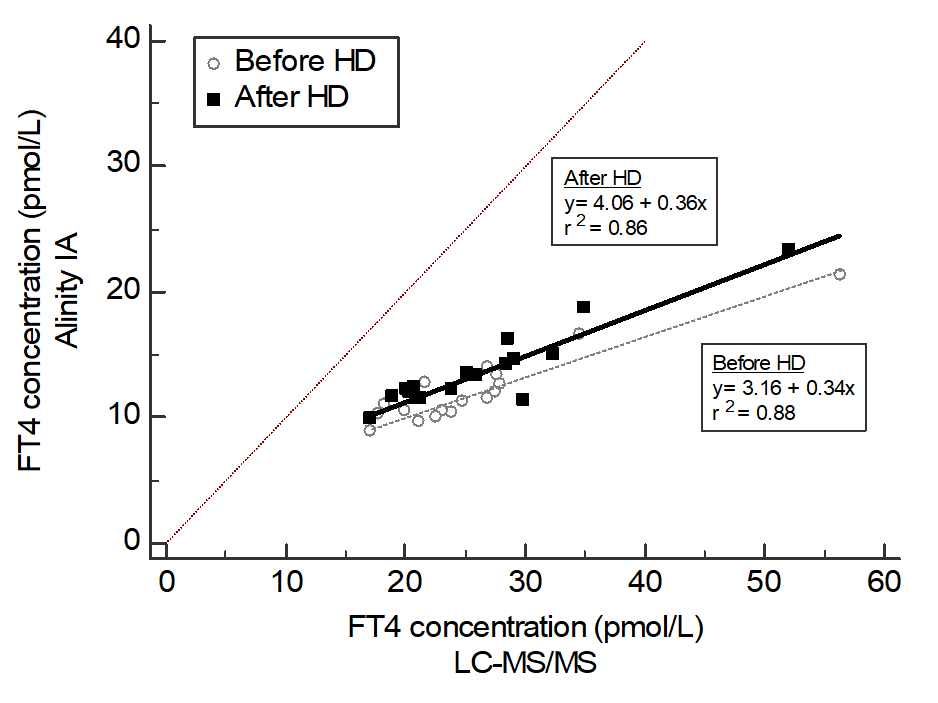 40
30
20
10
0
FT4 concentration (pmol/L)
Alinity IA
Before HD
After HD
After HD
y= 4.06 + 0.36x
r 2 = 0.86
Before HD
y= 3.16 + 0.34x
r 2 = 0.88
0 10 20 30 40 50 60
FT4 concentration (pmol/L)
LC-MS/MS